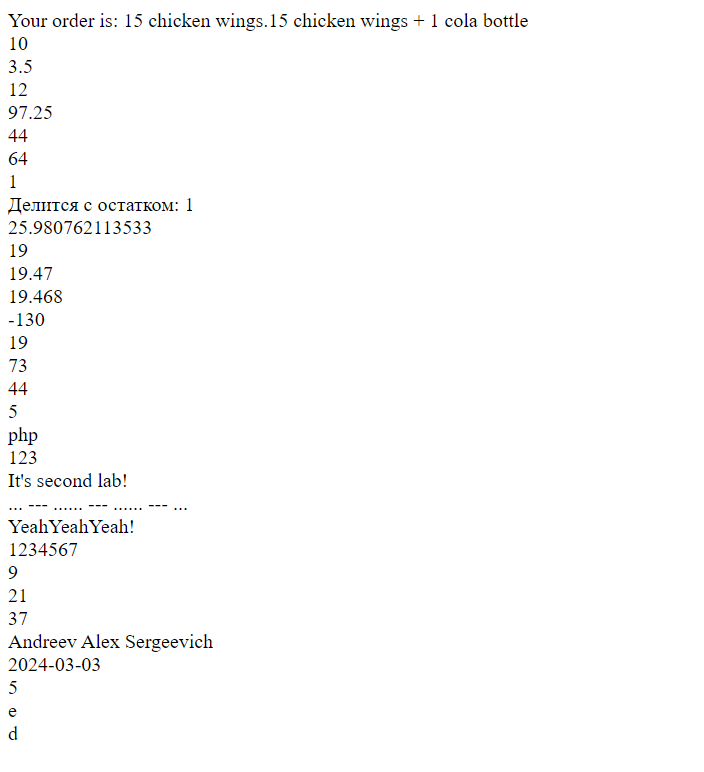 Your order is: 15 chicken wings.15 chicken wings + 1 cola bottle
10
3.5
12
97.25
44
64
1
Делится с остатком: 1
25.980762113533
19
19.47
19.468
-130
19
73
44
5
php
123
It's second lab!
... --- ...... --- ...... --- ...
YeahYeahYeah!
1234567
9
21
37
Andreev Alex Sergeevich
2024-03-03
5
e
d